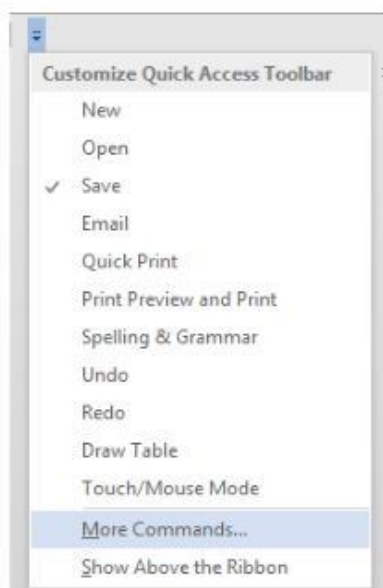 Customize Quick Access Toolbar
New
Open
Save
Email
Quick Print
Print Preview and Print
Spelling & Grammar
Undo
Redo
Draw Table
Touch/Mouse Mode
More Commands...
Show Above the Ribbon